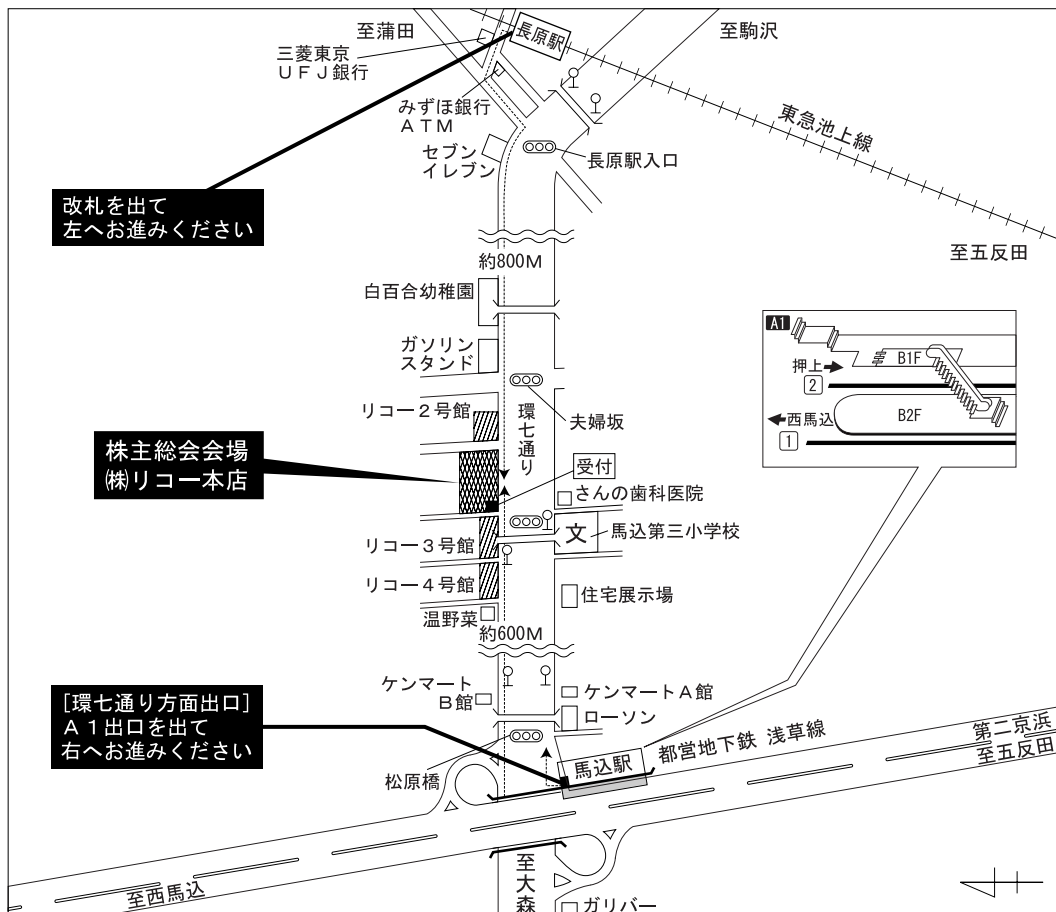 至蒲田
長原駅
至駒沢
三菱東京
ＵＦＪ銀行
みずほ銀行
ＡＴＭ
東急池上線
セブン
イレブン
長原駅入口
改札を出て
左へお進みください
至五反田
約800M
白百合幼稚園
ガソリン
スタンド
A1
B1F
押上
2
西馬込
B2F
1
リコー２号館
環七通り
夫婦坂
株主総会会場
㈱リコー本店
受付
さんの歯科医院
文
馬込第三小学校
リコー３号館
リコー４号館
住宅展示場
温野菜
約600M
ケンマート
Ｂ館
ケンマートＡ館
ローソン
[環七通り方面出口]
Ａ１出口を出て
右へお進みください
松原橋
馬込駅
都営地下鉄 浅草線
第二京浜
至五反田
至西馬込
至大森
ガリバー